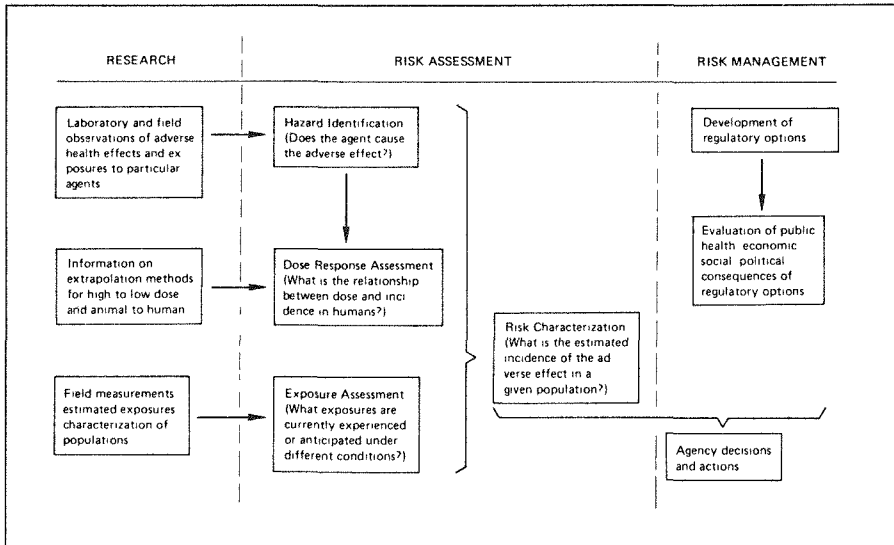 RESEARCH
RISK ASSESSMENT
RISK MANAGEMENT
Laboratory and field
observations of adverse
health effects and ex
posures to particular
agents
Hazard Identification
(Does the agent cause
the adverse effect?)
Development of
regulatory options
Information on
extrapolation methods
for high to low dose
and animal to human
Dose Response Assessment
(What is the relationship
between dose and inci
dence in humans?)
Evaluation of public
health economic
social political
consequences of
regulatory options
Risk Characterization
(What is the estimated
incidence of the ad
verse effect in a
given population?)
Field measurements
estimated exposures
characterization of
populations
Exposure Assessment
(What exposures are
currently experienced
or anticipated under
different conditions?)
Agency decisions
and actions